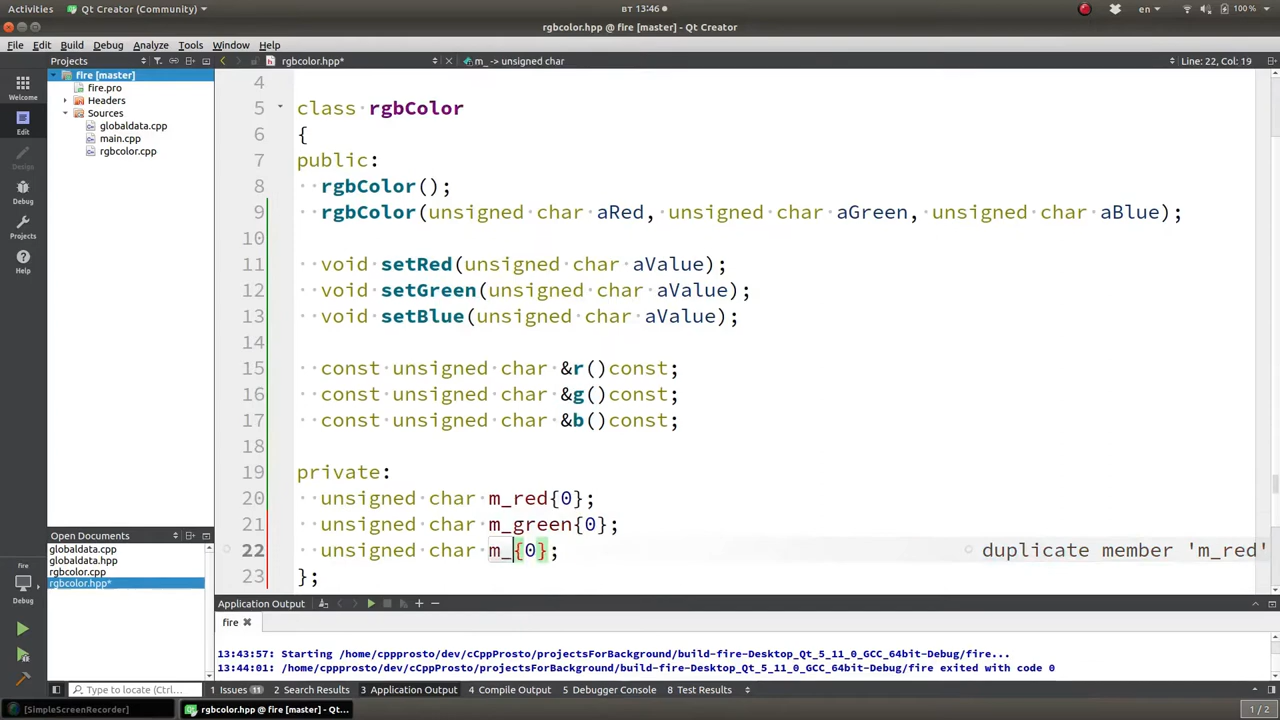 Activities Qt Creator (Community) вт 13:46 en 100 %
rgbcolor.hpp @ fire [master] - Qt Creator
File Edit Build Debug Analyze Tools Window Help
Projects rgbcolor.hpp* m_ -> unsigned char Line: 22, Col: 19
fire [master]
fire.pro
Headers
Sources
globaldata.cpp
main.cpp
rgbcolor.cpp
Welcome
Edit
Design
Debug
Projects
Help
4
5 class rgbColor
6 {
7 public:
8 rgbColor();
9 rgbColor(unsigned char aRed, unsigned char aGreen, unsigned char aBlue);
10
11 void setRed(unsigned char aValue);
12 void setGreen(unsigned char aValue);
13 void setBlue(unsigned char aValue);
14
15 const unsigned char &r()const;
16 const unsigned char &g()const;
17 const unsigned char &b()const;
18
19 private:
20 unsigned char m_red{0};
21 unsigned char m_green{0};
22 unsigned char m_{0}; duplicate member 'm_red'
23 };
Open Documents
globaldata.cpp
globaldata.hpp
rgbcolor.cpp
rgbcolor.hpp*
fire
Debug
Application Output
fire
13:43:57: Starting /home/cppprosto/dev/cCppProsto/projectsForBackground/build-fire-Desktop_Qt_5_11_0_GCC_64bit-Debug/fire...
13:44:01: /home/cppprosto/dev/cCppProsto/projectsForBackground/build-fire-Desktop_Qt_5_11_0_GCC_64bit-Debug/fire exited with code 0
Type to locate (Ctrl... 1 Issues 11 2 Search Results 3 Application Output 4 Compile Output 5 Debugger Console 8 Test Results
[SimpleScreenRecorder] rgbcolor.hpp @ fire [master] - Qt... 1 / 2